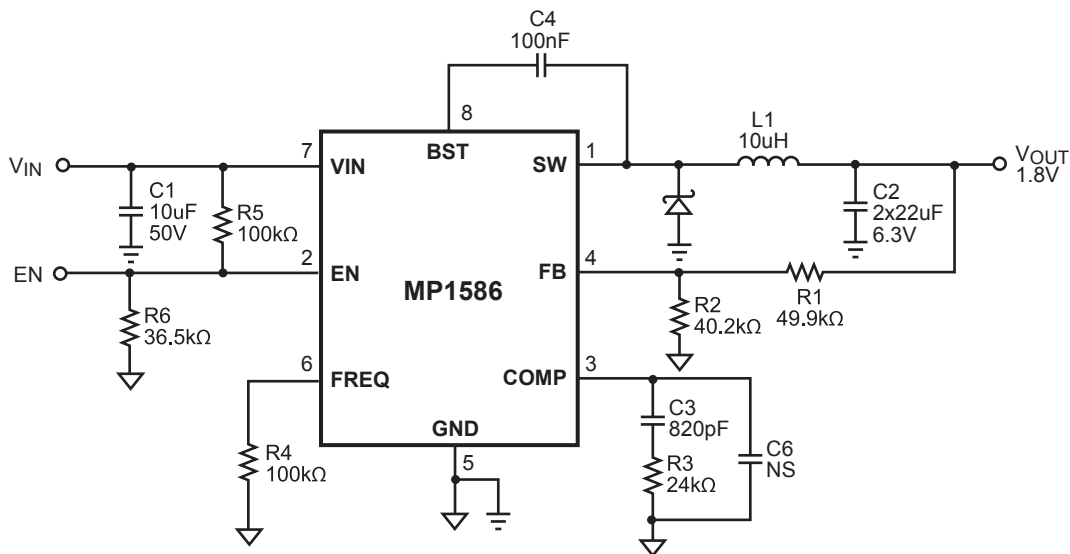 C4
100nF
8
L1
10uH
7
VIN
BST
SW
1
VIN
VOUT
1.8V
C1
10uF
50V
R5
100kΩ
C2
2x22uF
6.3V
2
EN
EN
MP1586
FB
4
R6
36.5kΩ
R2
40.2kΩ
R1
49.9kΩ
6
FREQ
COMP
3
GND
C3
820pF
R4
100kΩ
5
R3
24kΩ
C6
NS